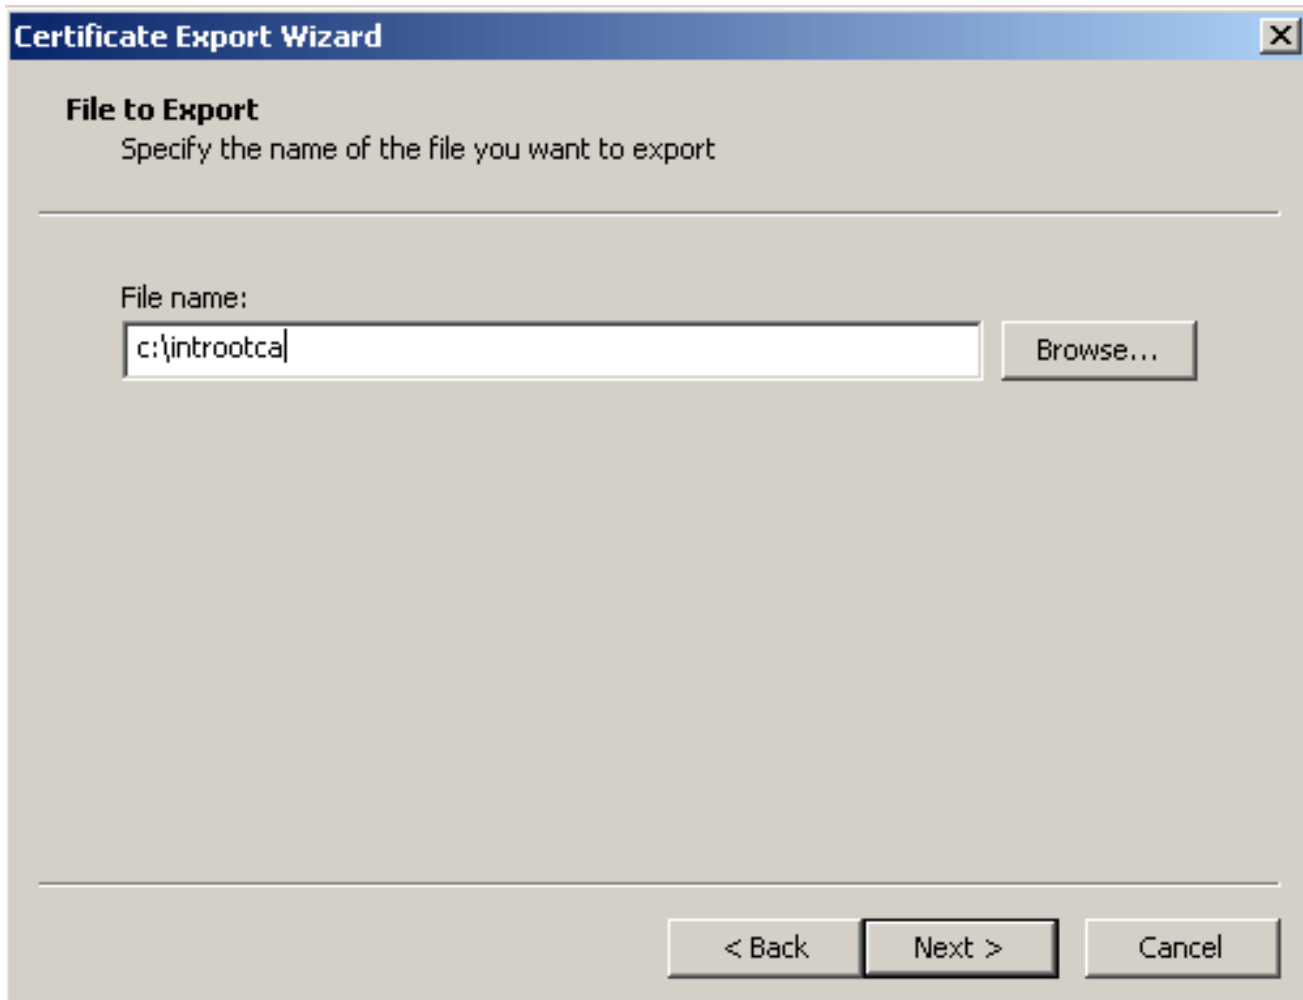 Certificate Export Wizard
File to Export
Specify the name of the file you want to export
File name:
c:\introotca
Browse...
< Back
Next >
Cancel